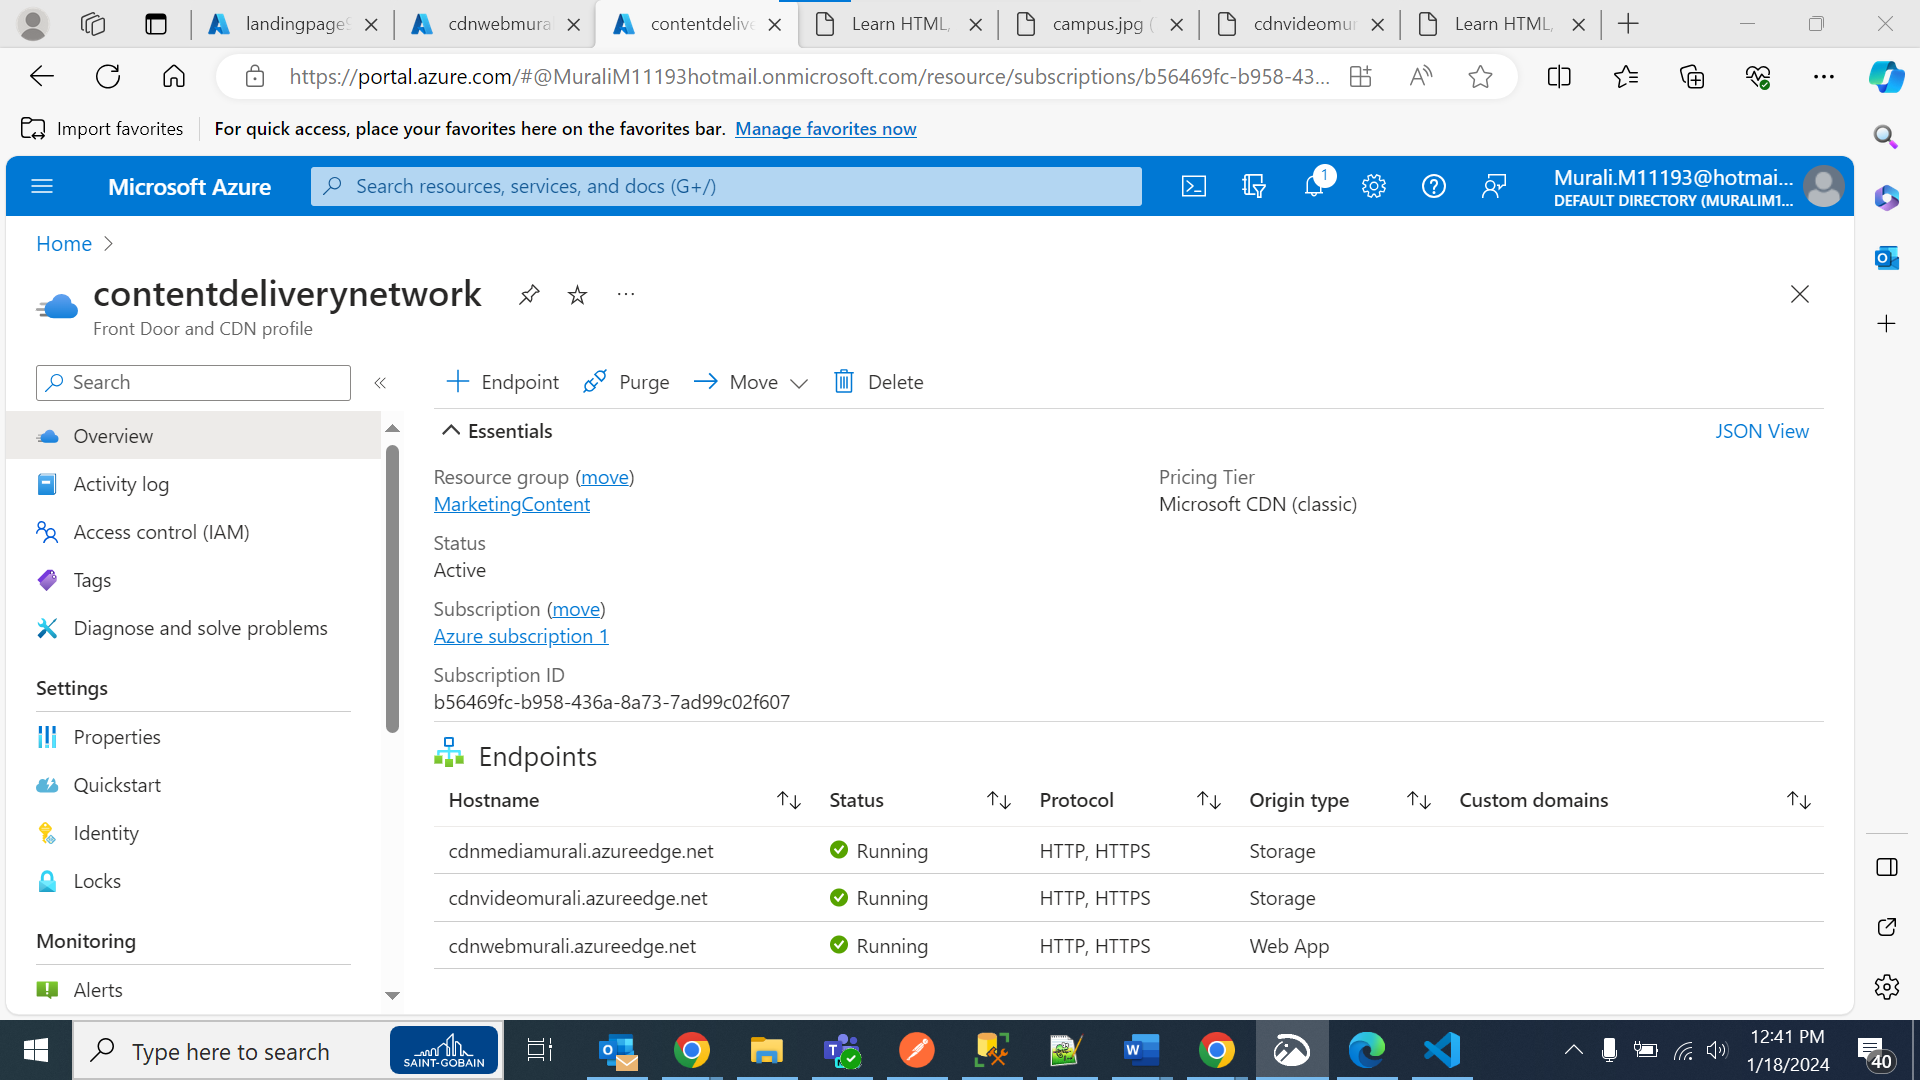 landingpage9
cdnwebmural
contentdelive
Learn HTML,
campus.jpg (
cdnvideomur
Learn HTML,
https://portal.azure.com/#@MuraliM11193hotmail.onmicrosoft.com/resource/subscriptions/b56469fc-b958-43...
Import favorites
For quick access, place your favorites here on the favorites bar. Manage favorites now
Microsoft Azure
Search resources, services, and docs (G+/)
1
Murali.M11193@hotmai...
DEFAULT DIRECTORY (MURALIM1...
Home
contentdeliverynetwork
Front Door and CDN profile
Search
Endpoint
Purge
Move
Delete
Overview
Activity log
Access control (IAM)
Tags
Diagnose and solve problems
Settings
Properties
Quickstart
Identity
Locks
Monitoring
Alerts
Essentials
JSON View
Resource group (move)
MarketingContent
Pricing Tier
Microsoft CDN (classic)
Status
Active
Subscription (move)
Azure subscription 1
Subscription ID
b56469fc-b958-436a-8a73-7ad99c02f607
Endpoints
Hostname Status Protocol Origin type Custom domains
cdnmediamurali.azureedge.net Running HTTP, HTTPS Storage
cdnvideomurali.azureedge.net Running HTTP, HTTPS Storage
cdnwebmurali.azureedge.net Running HTTP, HTTPS Web App
Type here to search
SAINT-GOBAIN
12:41 PM
1/18/2024
40